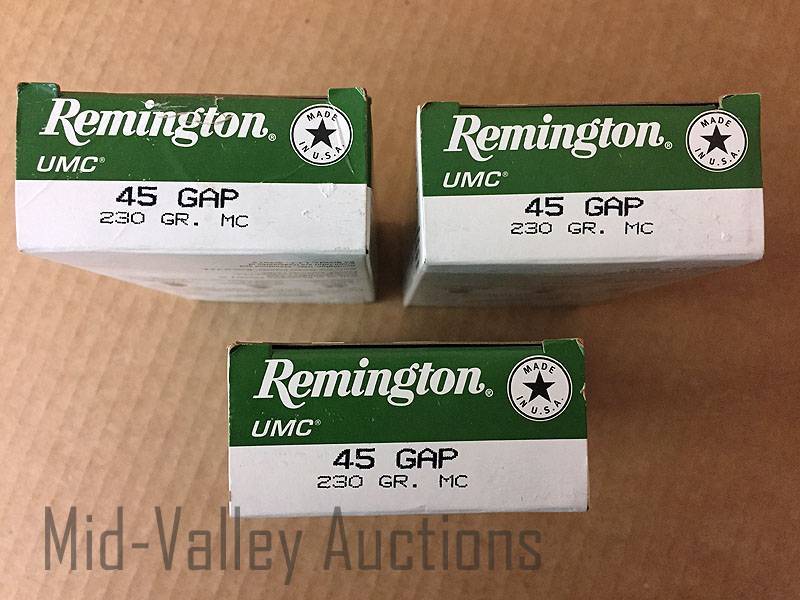 Remington®
UMC®
MADE IN U.S.A.
45 GAP
230 GR. MC
Remington®
UMC®
MADE IN U.S.A.
45 GAP
230 GR. MC
Remington®
UMC®
MADE IN U.S.A.
45 GAP
230 GR. MC
Mid-Valley Auctions